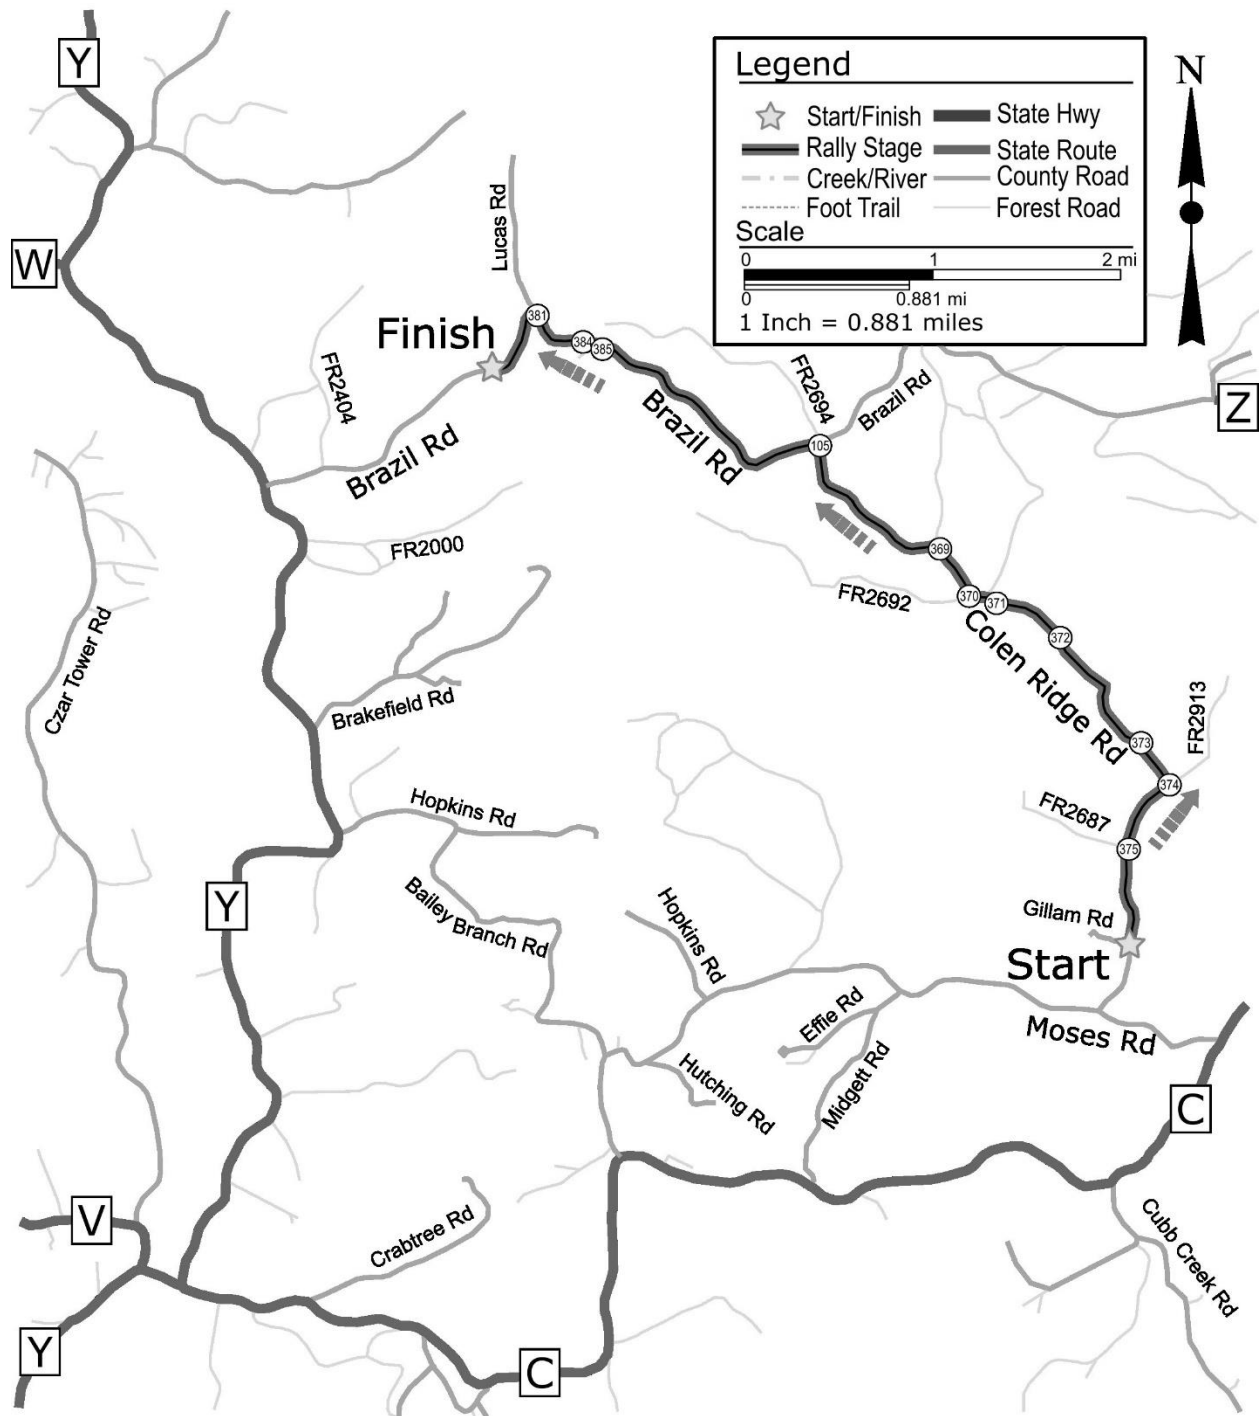 Y
Legend
Start/Finish
State Hwy
Rally Stage
State Route
Creek/River
County Road
Foot Trail
Forest Road
Scale
0 1 2 mi
0 0.881 mi
1 Inch = 0.881 miles
N
W
Lucas Rd
381
384
385
Finish
FR2404
Brazil Rd
FR2694
Brazil Rd
Brazil Rd
Z
105
FR2000
369
FR2692
370
371
372
Colen Ridge Rd
Czar Tower Rd
Brakefield Rd
FR2913
373
374
Hopkins Rd
FR2687
375
Y
Bailey Branch Rd
Hopkins Rd
Gillam Rd
Start
Effie Rd
Moses Rd
Midgett Rd
Hutching Rd
C
V
Crabtree Rd
Cubb Creek Rd
Y
C